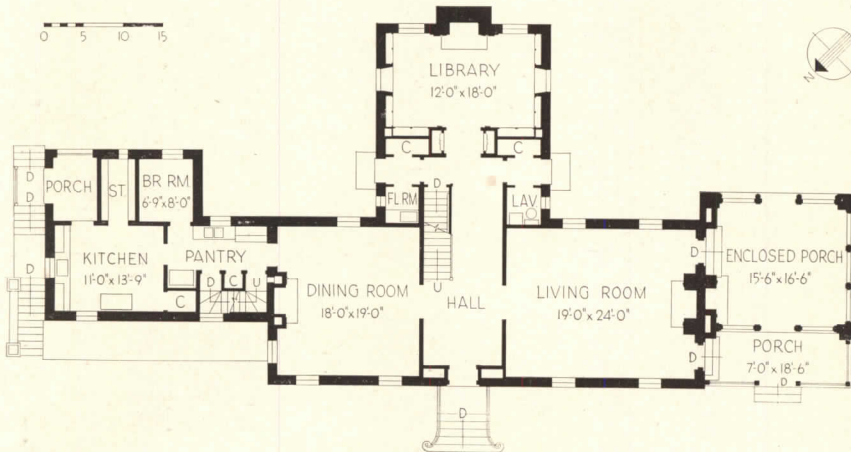 0 5 10 15
N
LIBRARY
12'-0" x 18'-0"
C
C
D
FL RM
LAV
D
D
PORCH
ST.
BR RM
6'-9" x 8'-0"
D
KITCHEN
11'-0" x 13'-9"
C
PANTRY
D
C
U
DINING ROOM
18'-0" x 19'-0"
U
HALL
LIVING ROOM
19'-0" x 24'-0"
D
ENCLOSED PORCH
15'-6" x 16'-6"
D
PORCH
7'-0" x 18'-6"
D
D